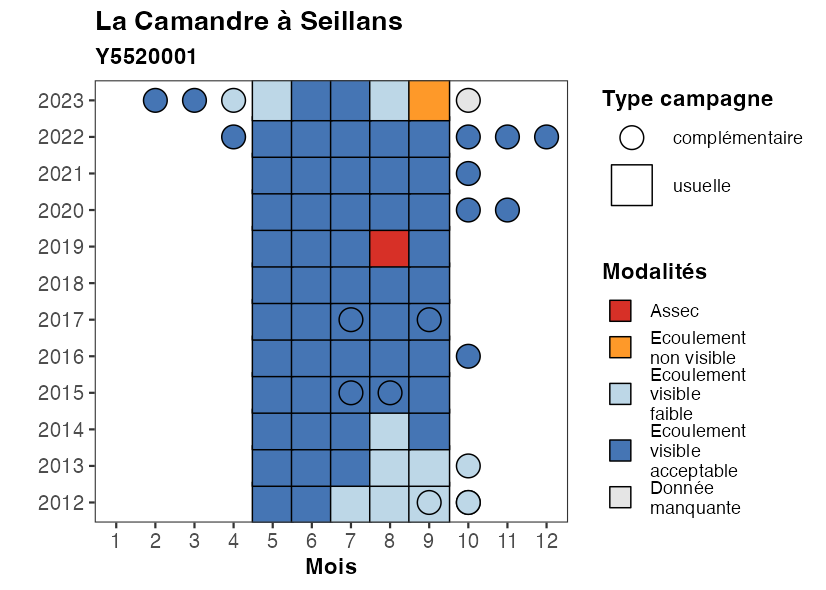 La Camandre à Seillans
Y5520001
2023
2022
2021
2020
2019
2018
2017
2016
2015
2014
2013
2012
1 2 3 4 5 6 7 8 9 10 11 12
Mois
Type campagne
complémentaire
usuelle
Modalités
Assec
Ecoulement
non visible
Ecoulement
visible
faible
Ecoulement
visible
acceptable
Donnée
manquante